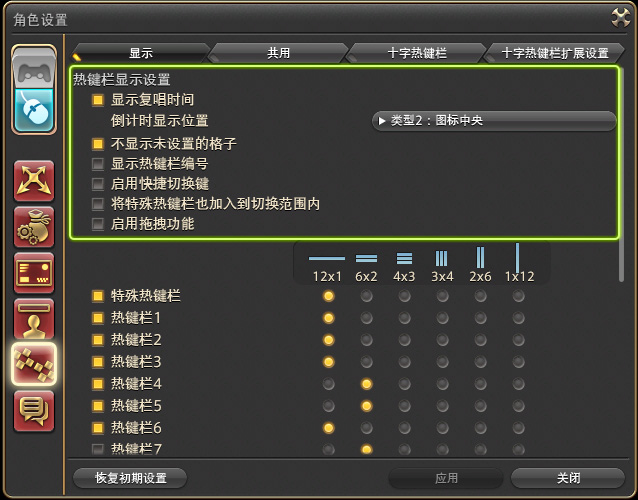 角色设置
显示 共用 十字热键栏 十字热键栏扩展设置
热键栏显示设置
显示复唱时间
倒计时显示位置 类型2：图标中央
不显示未设置的格子
显示热键栏编号
启用快捷切换键
将特殊热键栏也加入到切换范围内
启用拖拽功能
12x1 6x2 4x3 3x4 2x6 1x12
特殊热键栏
热键栏1
热键栏2
热键栏3
热键栏4
热键栏5
热键栏6
热键栏7
恢复初期设置 应用 关闭